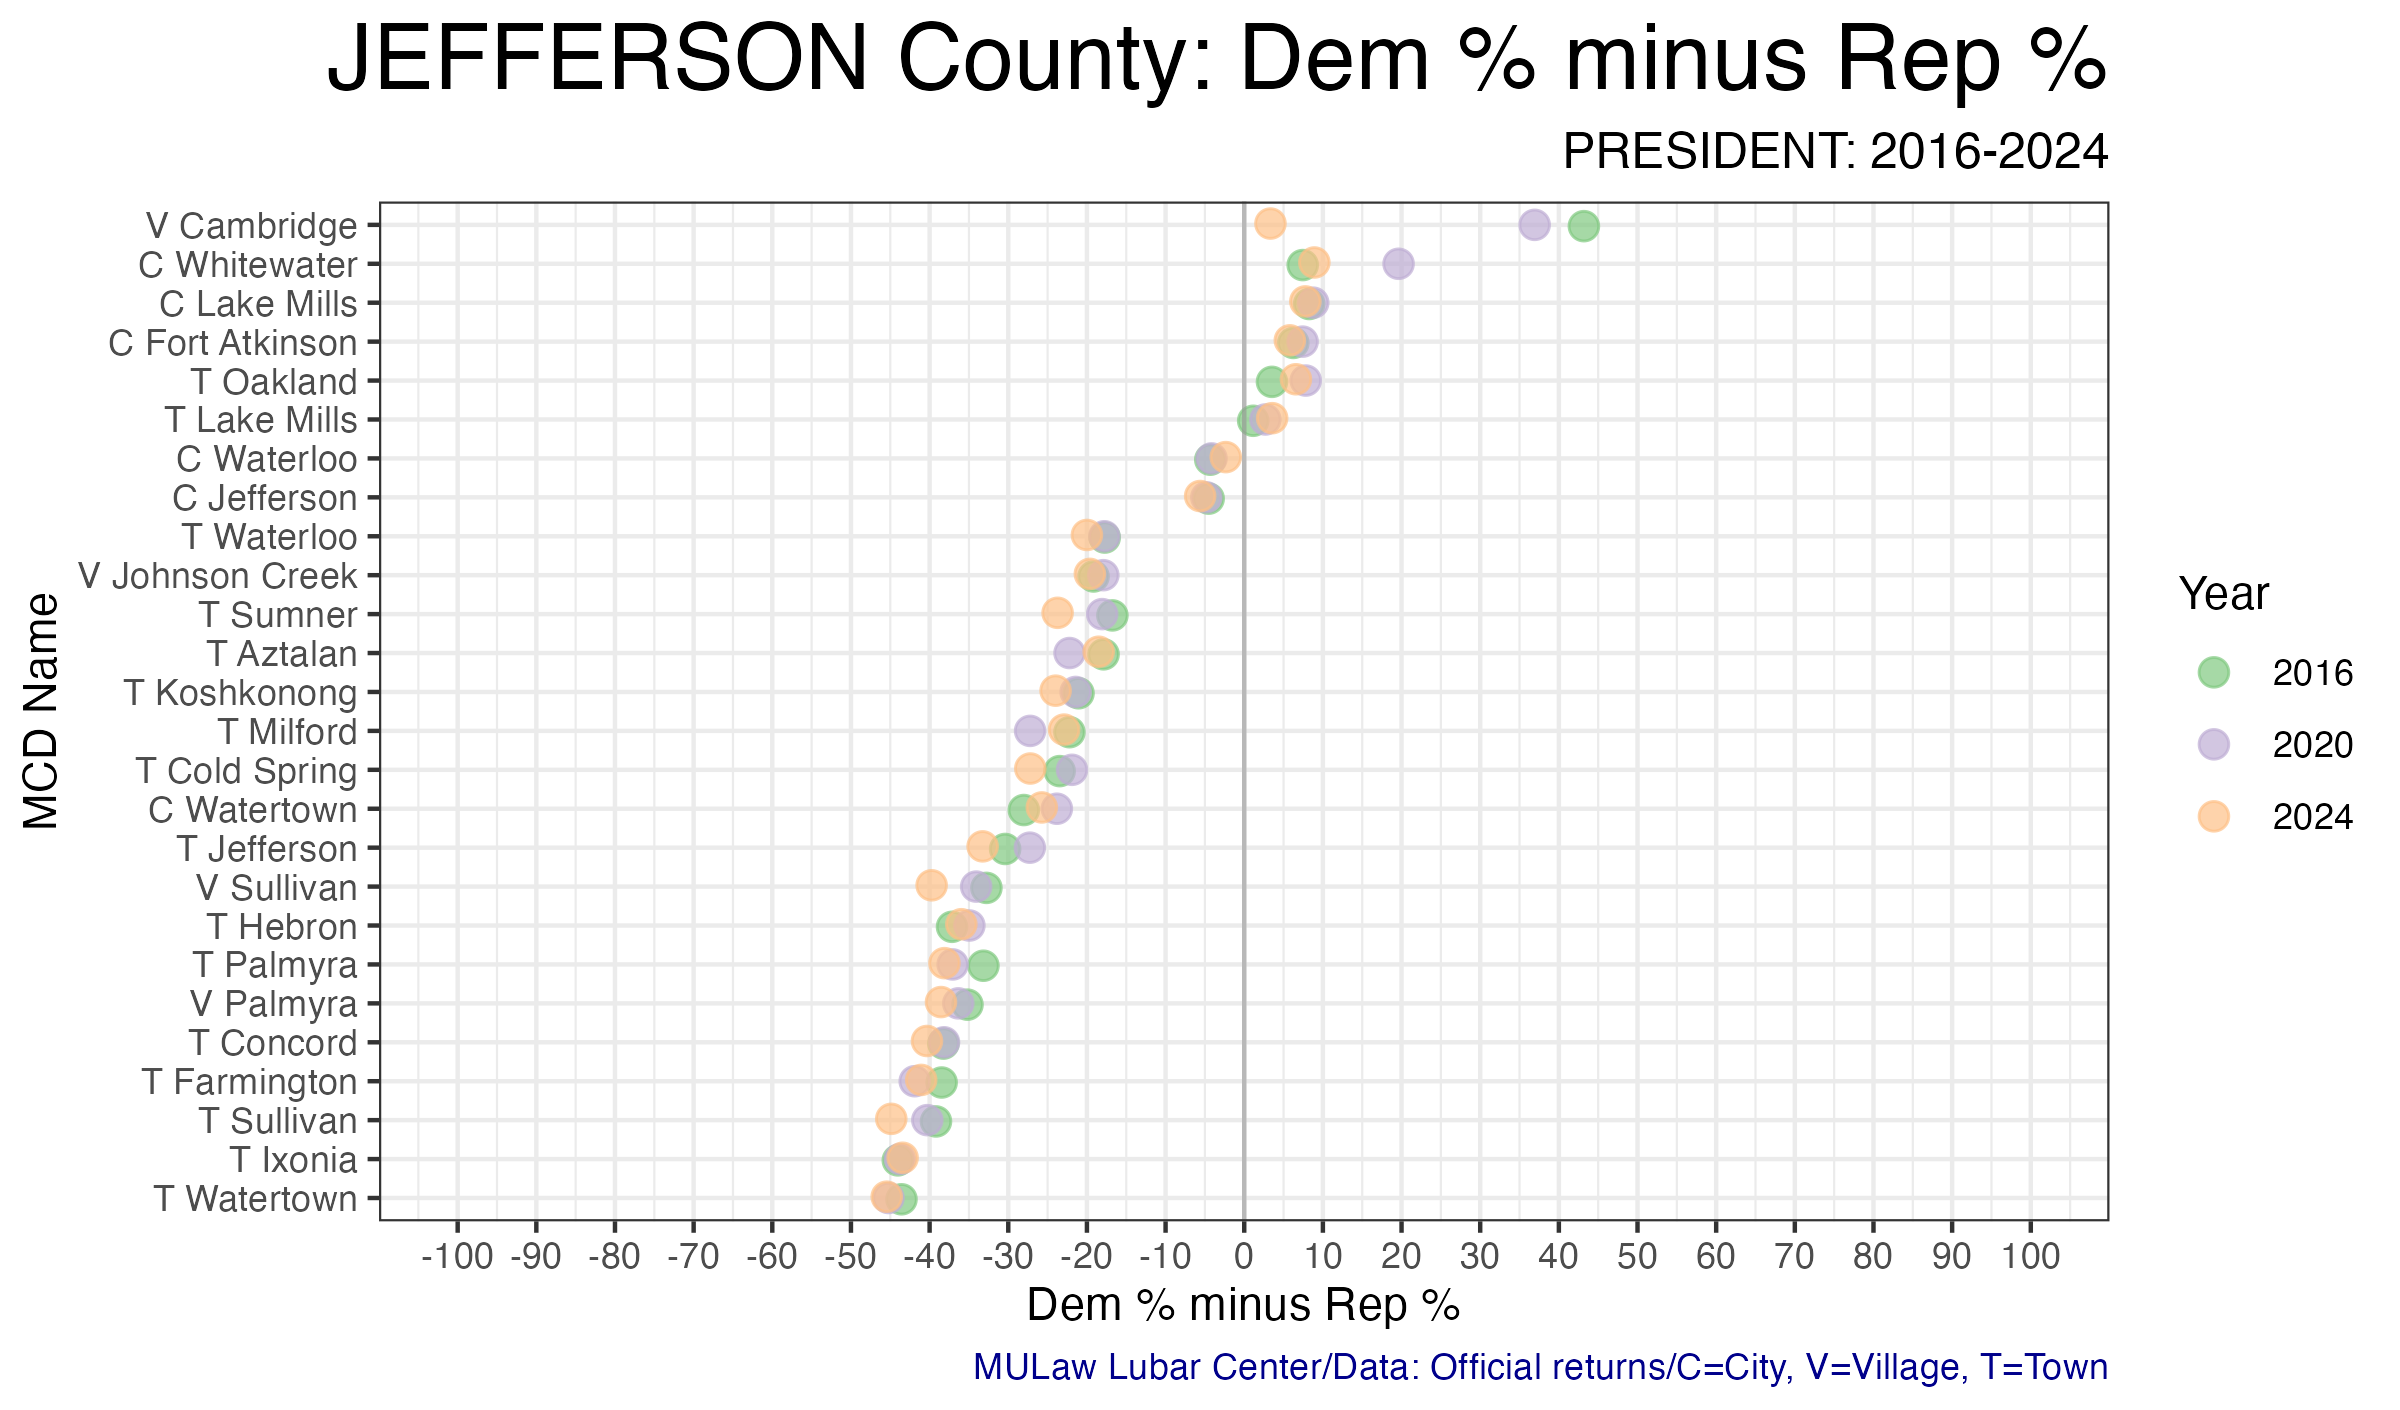 JEFFERSON County: Dem % minus Rep %
PRESIDENT: 2016-2024
MCD Name
V Cambridge
C Whitewater
C Lake Mills
C Fort Atkinson
T Oakland
T Lake Mills
C Waterloo
C Jefferson
T Waterloo
V Johnson Creek
T Sumner
T Aztalan
T Koshkonong
T Milford
T Cold Spring
C Watertown
T Jefferson
V Sullivan
T Hebron
T Palmyra
V Palmyra
T Concord
T Farmington
T Sullivan
T Ixonia
T Watertown
-100 -90 -80 -70 -60 -50 -40 -30 -20 -10 0 10 20 30 40 50 60 70 80 90 100
Dem % minus Rep %
Year
2016
2020
2024
MULaw Lubar Center/Data: Official returns/C=City, V=Village, T=Town